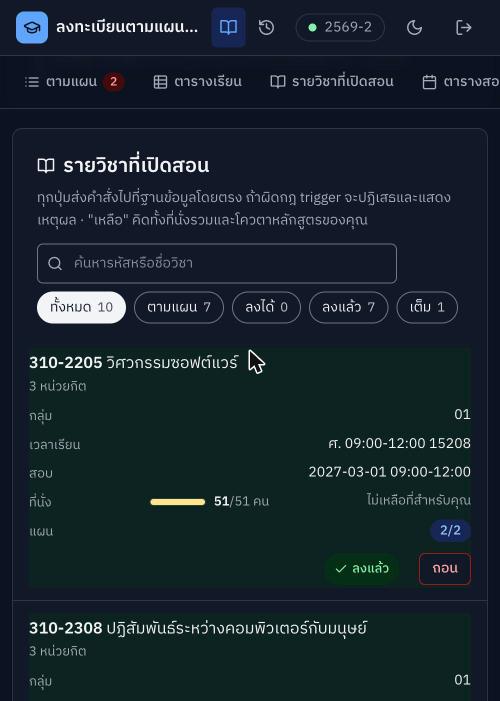 ลงทะเบียนตามแผน...
2569-2
ตามแผน 2
ตารางเรียน
รายวิชาที่เปิดสอน
ตารางสอ
รายวิชาที่เปิดสอน
ทุกปุ่มส่งคำสั่งไปที่ฐานข้อมูลโดยตรง ถ้าผิดกฎ trigger จะปฏิเสธและแสดง
เหตุผล · "เหลือ" คิดทั้งที่นั่งรวมและโควตาหลักสูตรของคุณ
ค้นหารหัสหรือชื่อวิชา
ทั้งหมด 10
ตามแผน 7
ลงได้ 0
ลงแล้ว 7
เต็ม 1
310-2205 วิศวกรรมซอฟต์แวร์
3 หน่วยกิต
กลุ่ม 01
เวลาเรียน ศ. 09:00-12:00 15208
สอบ 2027-03-01 09:00-12:00
ที่นั่ง 51/51 คน ไม่เหลือที่สำหรับคุณ
แผน 2/2
ลงแล้ว ถอน
310-2308 ปฏิสัมพันธ์ระหว่างคอมพิวเตอร์กับมนุษย์
3 หน่วยกิต
กลุ่ม 01